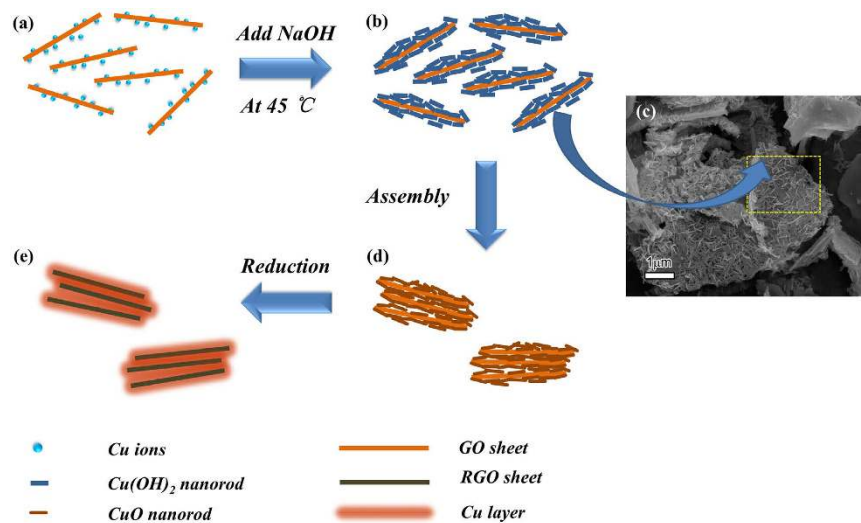 (a)
Add NaOH
At 45 ℃
(b)
(c)
1μm
Assembly
(e)
Reduction
(d)
Cu ions
GO sheet
Cu(OH)2 nanorod
RGO sheet
CuO nanorod
Cu layer